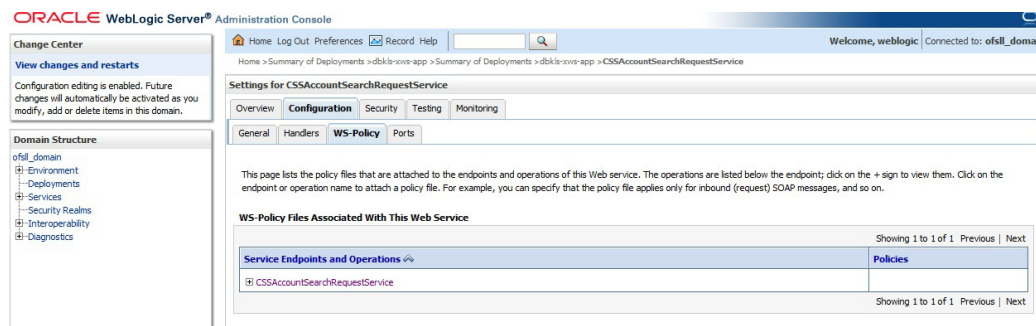 ORACLE WebLogic Server® Administration Console
Change Center
View changes and restarts
Configuration editing is enabled. Future
changes will automatically be activated as you
modify, add or delete items in this domain.
Domain Structure
ofsll_domain
Environment
Deployments
Services
Security Realms
Interoperability
Diagnostics
Home Log Out Preferences Record Help
Welcome, weblogic Connected to: ofsll_doma
Home >Summary of Deployments >dbkls-xws-app >Summary of Deployments >dbkls-xws-app >CSSAccountSearchRequestService
Settings for CSSAccountSearchRequestService
Overview Configuration Security Testing Monitoring
General Handlers WS-Policy Ports
This page lists the policy files that are attached to the endpoints and operations of this Web service. The operations are listed below the endpoint; click on the + sign to view them. Click on the
endpoint or operation name to attach a policy file. For example, you can specify that the policy file applies only for inbound (request) SOAP messages, and so on.
WS-Policy Files Associated With This Web Service
Showing 1 to 1 of 1 Previous | Next
Service Endpoints and Operations Policies
CSSAccountSearchRequestService
Showing 1 to 1 of 1 Previous | Next